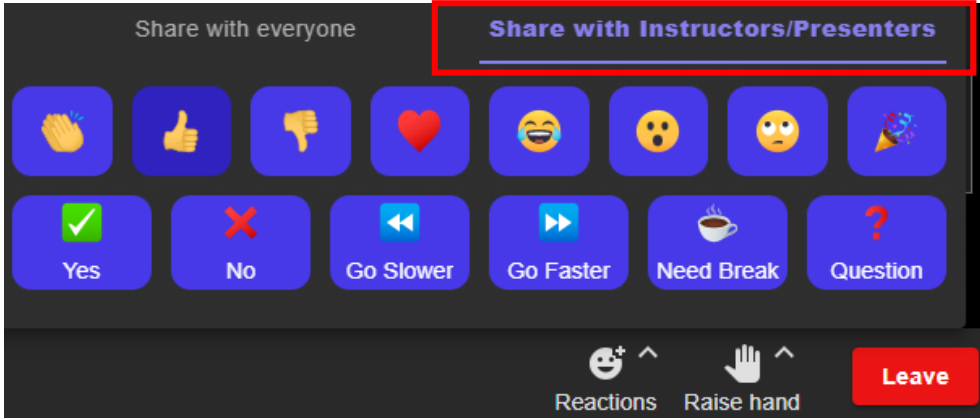 Share with everyone
Share with Instructors/Presenters
Yes
No
Go Slower
Go Faster
Need Break
Question
Reactions
Raise hand
Leave